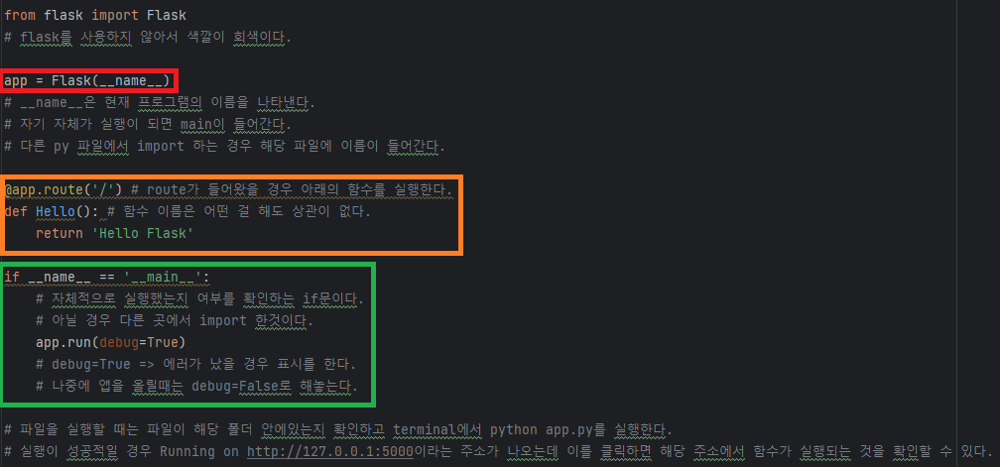 from flask import Flask
# flask를 사용하지 않아서 색깔이 회색이다.
app = Flask(__name__)
# __name__은 현재 프로그램의 이름을 나타낸다.
# 자기 자체가 실행이 되면 main이 들어간다.
# 다른 py 파일에서 import 하는 경우 해당 파일에 이름이 들어간다.
@app.route('/') # route가 들어왔을 경우 아래의 함수를 실행한다.
def Hello(): # 함수 이름은 어떤 걸 해도 상관이 없다.
    return 'Hello Flask'
if __name__ == '__main__':
    # 자체적으로 실행했는지 여부를 확인하는 if문이다.
    # 아닐 경우 다른 곳에서 import 한것이다.
    app.run(debug=True)
    # debug=True => 에러가 났을 경우 표시를 한다.
    # 나중에 앱을 올릴때는 debug=False로 해놓는다.
# 파일을 실행할 때는 파일이 해당 폴더 안에있는지 확인하고 terminal에서 python app.py를 실행한다.
# 실행이 성공적일 경우 Running on http://127.0.0.1:5000이라는 주소가 나오는데 이를 클릭하면 해당 주소에서 함수가 실행되는 것을 확인할 수 있다.